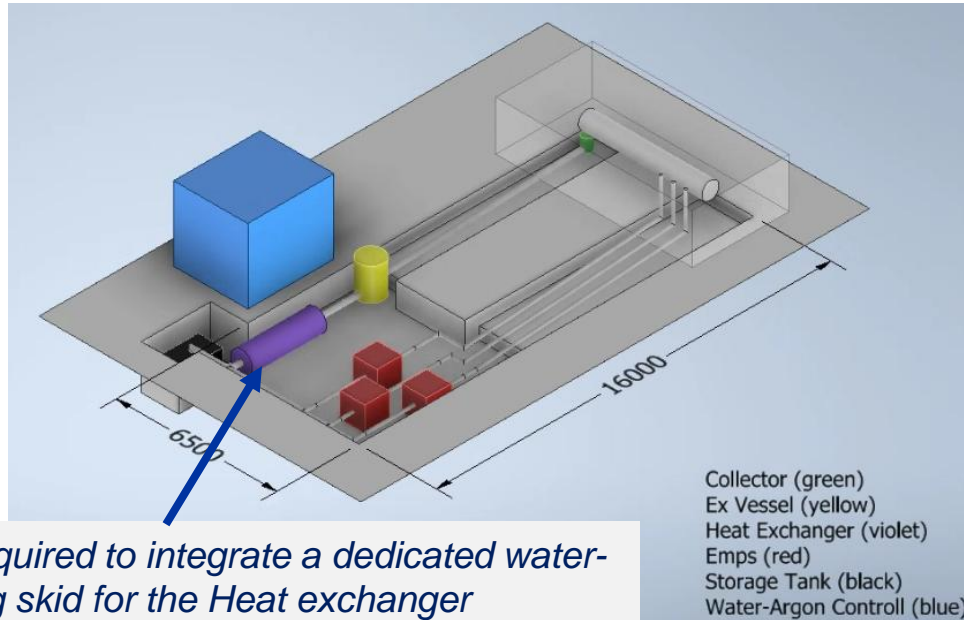 16000
6500
Collector (green)
Ex Vessel (yellow)
Heat Exchanger (violet)
Emps (red)
Storage Tank (black)
Water-Argon Controll (blue)
quired to integrate a dedicated water-
g skid for the Heat exchanger